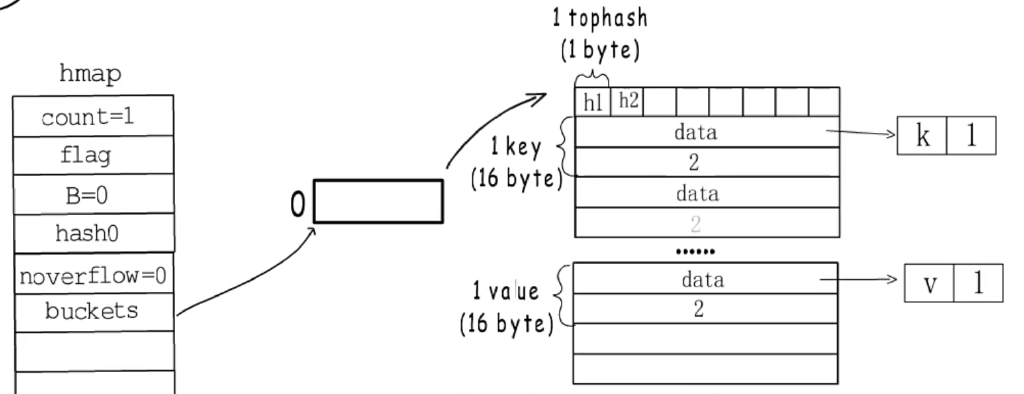 hmap
count=1
flag
B=0
hash0
noverflow=0
buckets
0
1 tophash
(1 byte)
h1 h2
1 key
(16 byte)
data
2
data
2
k 1
......
1 value
(16 byte)
data
2
v 1